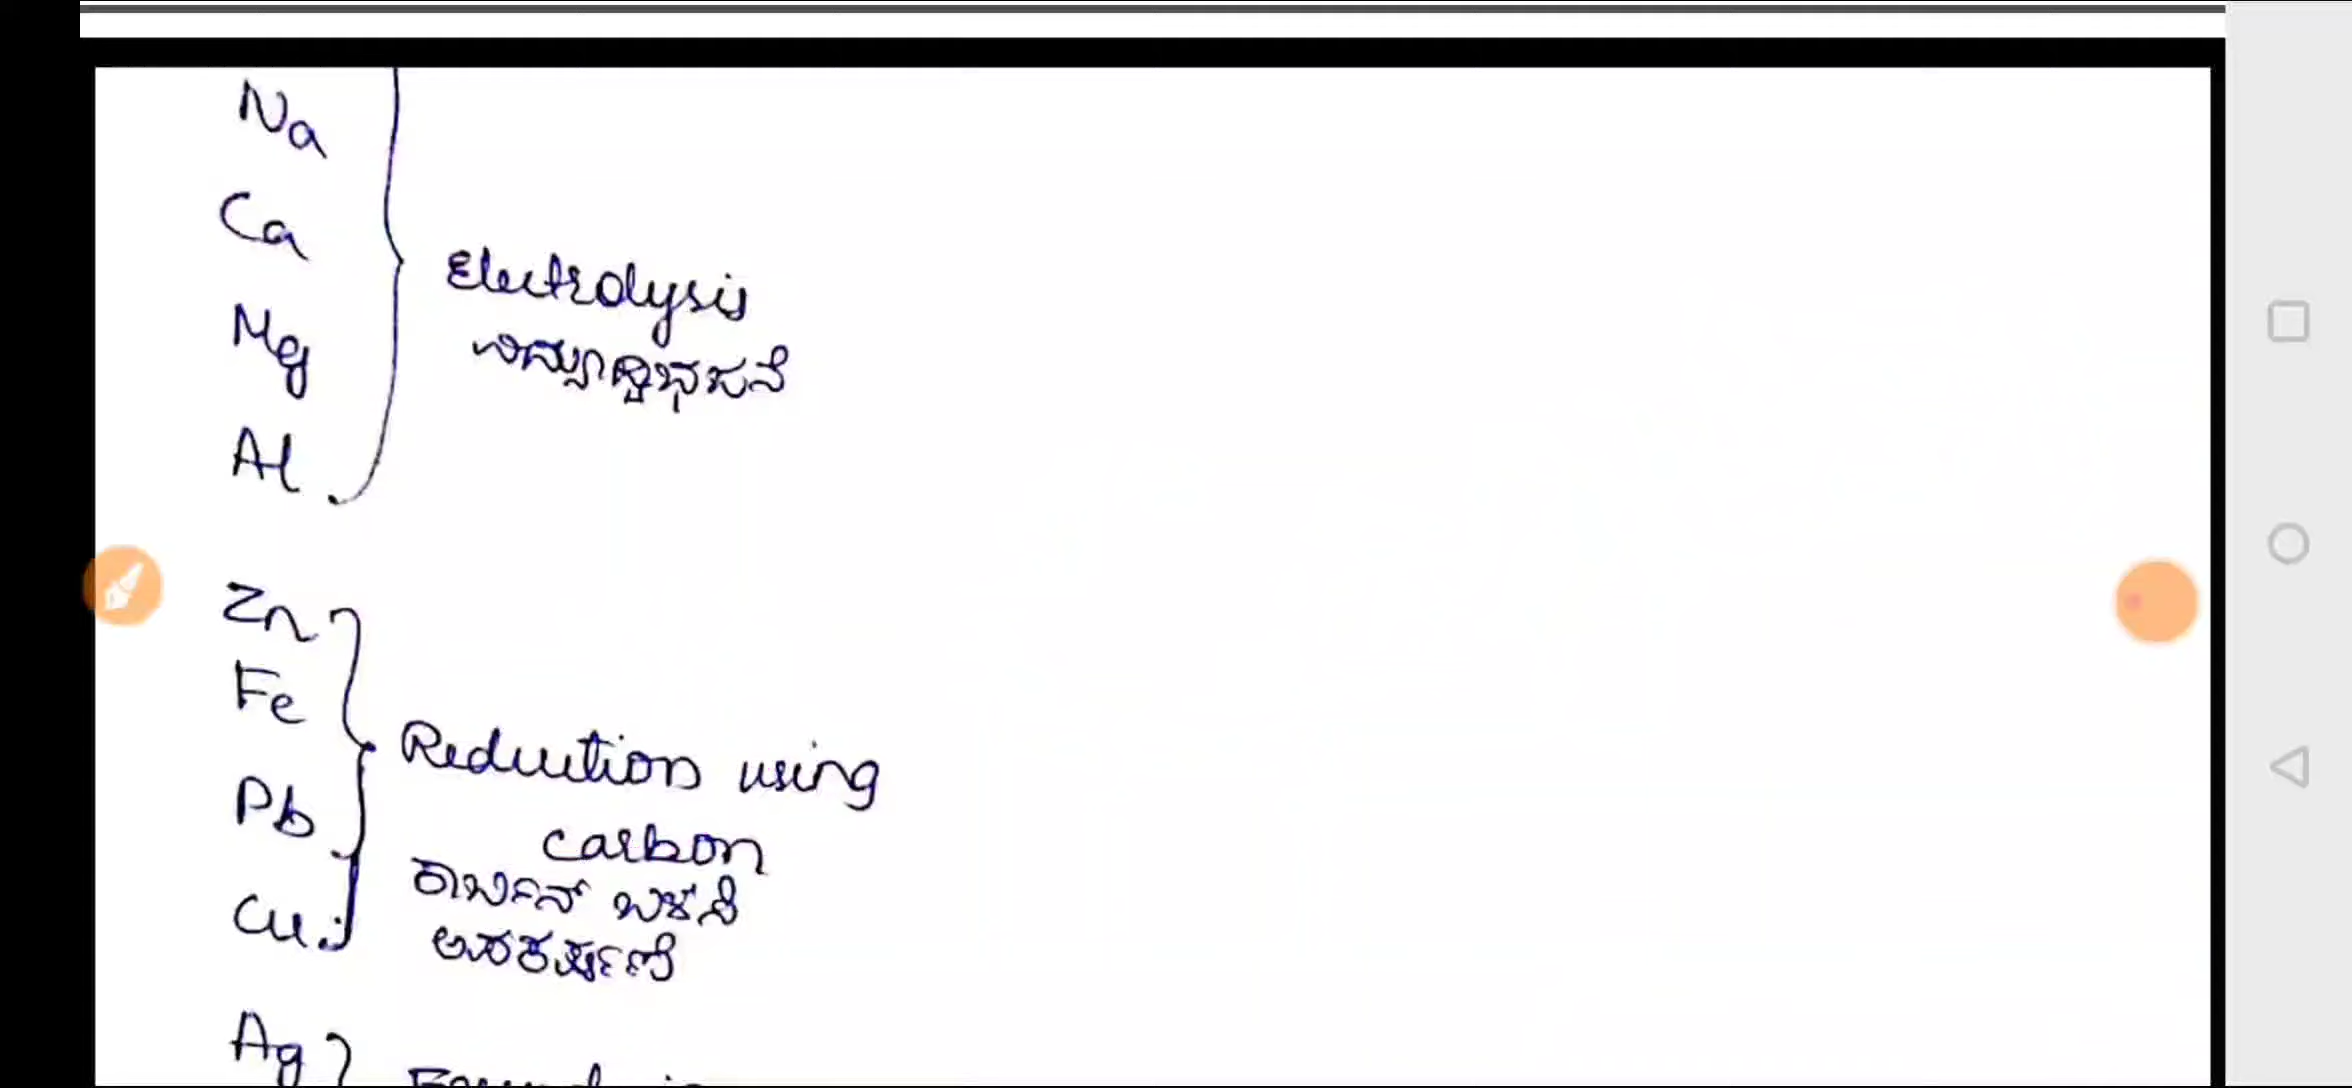 Na
Ca
Mg
Al
Electrolysis
ವಿದ್ಯುದ್ವಿಭಜನೆ
Zn
Fe
Pb
Cu
Reduction using
carbon
ಕಾರ್ಬನ್ ಬಳಸಿ
ಅಪಕರ್ಷಣೆ
Ag